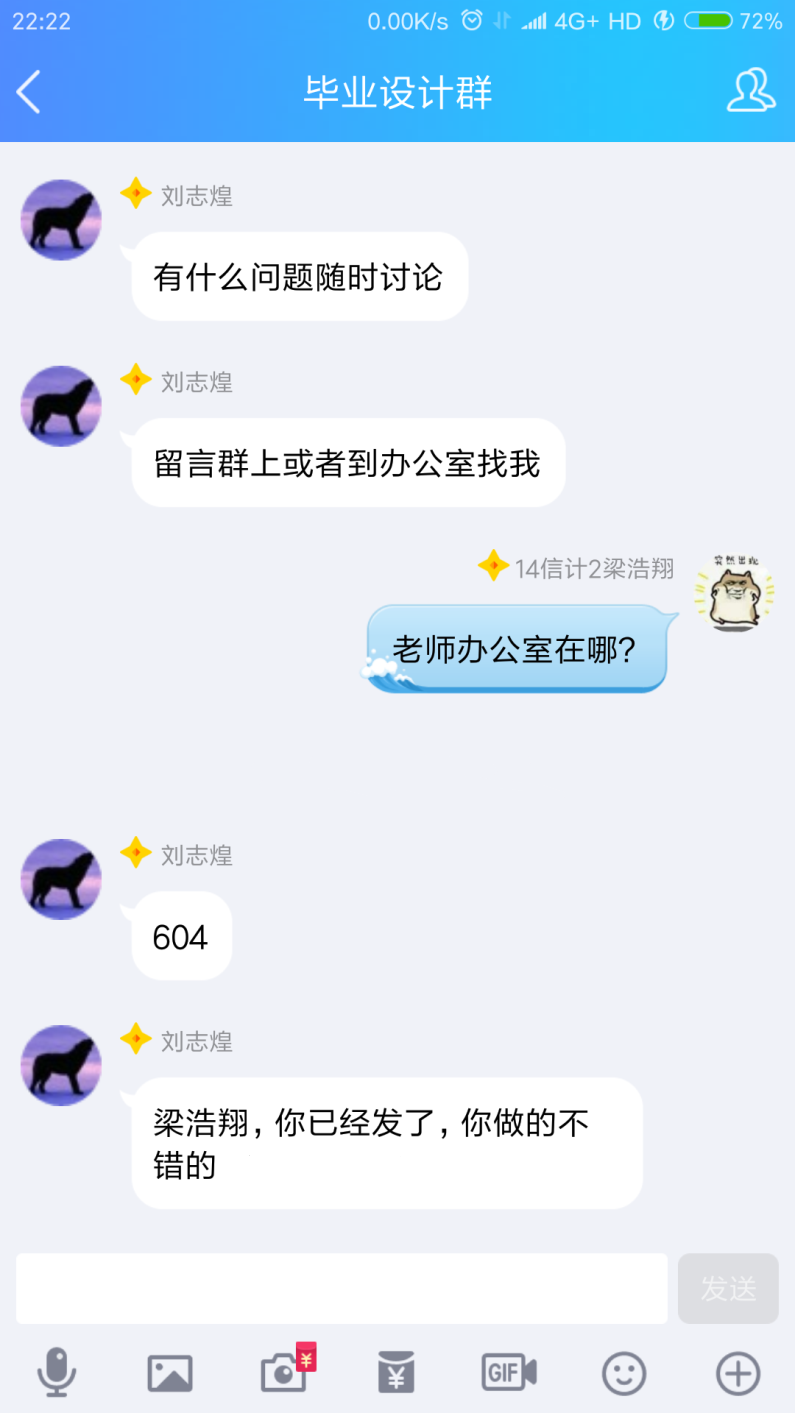 22:22 0.00K/s 4G+ HD 72%
毕业设计群
刘志煌
有什么问题随时讨论
刘志煌
留言群上或者到办公室找我
14信计2梁浩翔
突然出现
老师办公室在哪?
刘志煌
604
刘志煌
梁浩翔, 你已经发了, 你做的不
错的
发送
¥
¥
GIF